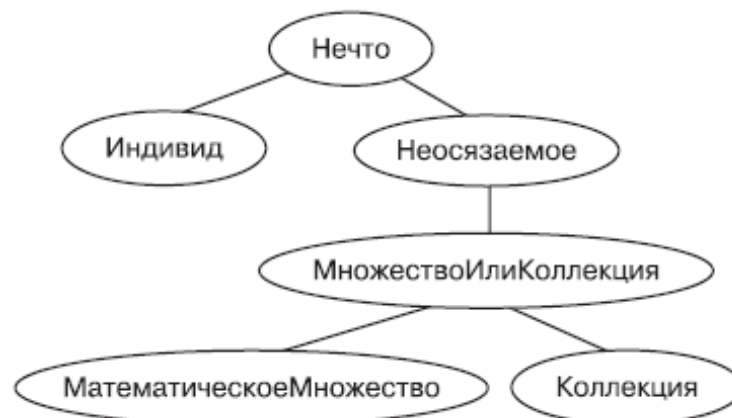 Нечто
Индивид
Неосязаемое
МножествоИлиКоллекция
МатематическоеМножество
Коллекция